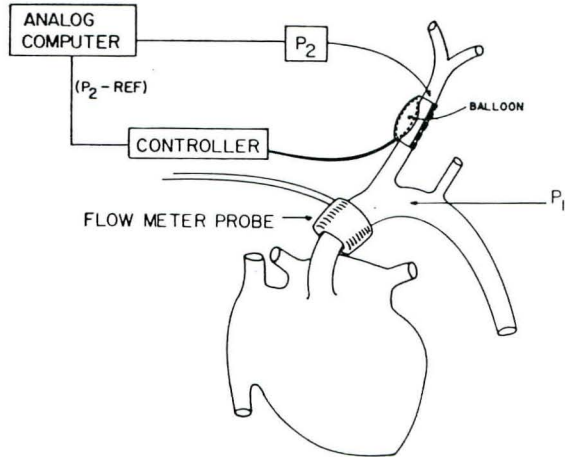 ANALOG
COMPUTER
P2
(P2-REF)
BALLOON
CONTROLLER
P1
FLOW METER PROBE